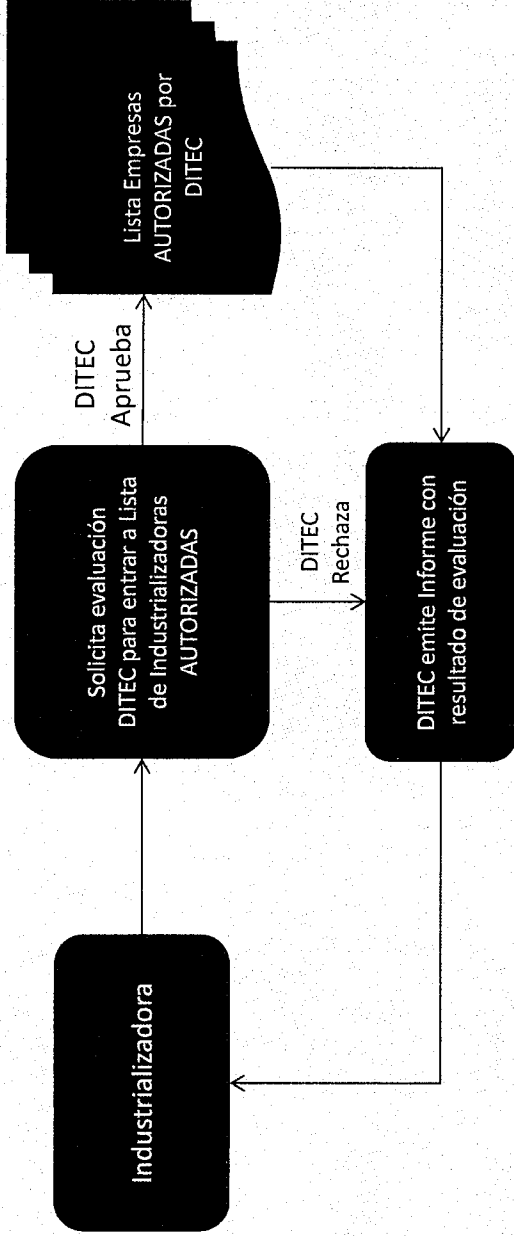 Industrializadora
Solicita evaluación
DITEC para entrar a Lista
de Industrializadoras
AUTORIZADAS
DITEC
Aprueba
Lista Empresas
AUTORIZADAS por
DITEC
DITEC
Rechaza
DITEC emite Informe con
resultado de evaluación